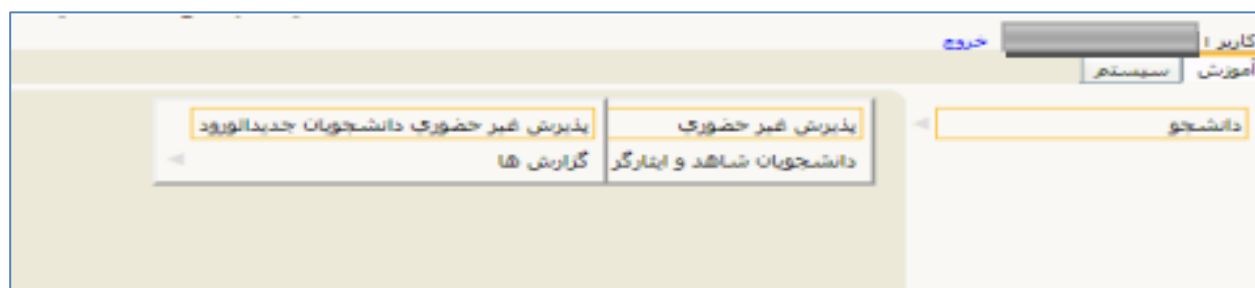 کاربر : خروج
آموزش سیستم
دانشجو
پذیرش غیر حضوری
پذیرش غیر حضوری دانشجویان جدیدالورود
دانشجویان شاهد و ایثارگر
گزارش ها